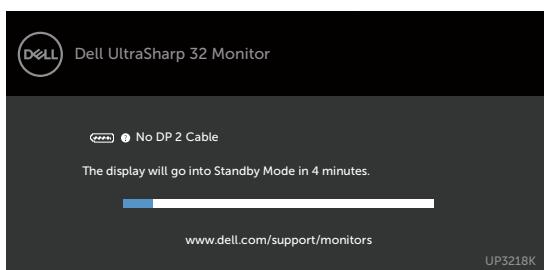 DELL Dell UltraSharp 32 Monitor
? No DP 2 Cable
The display will go into Standby Mode in 4 minutes.
www.dell.com/support/monitors
UP3218K